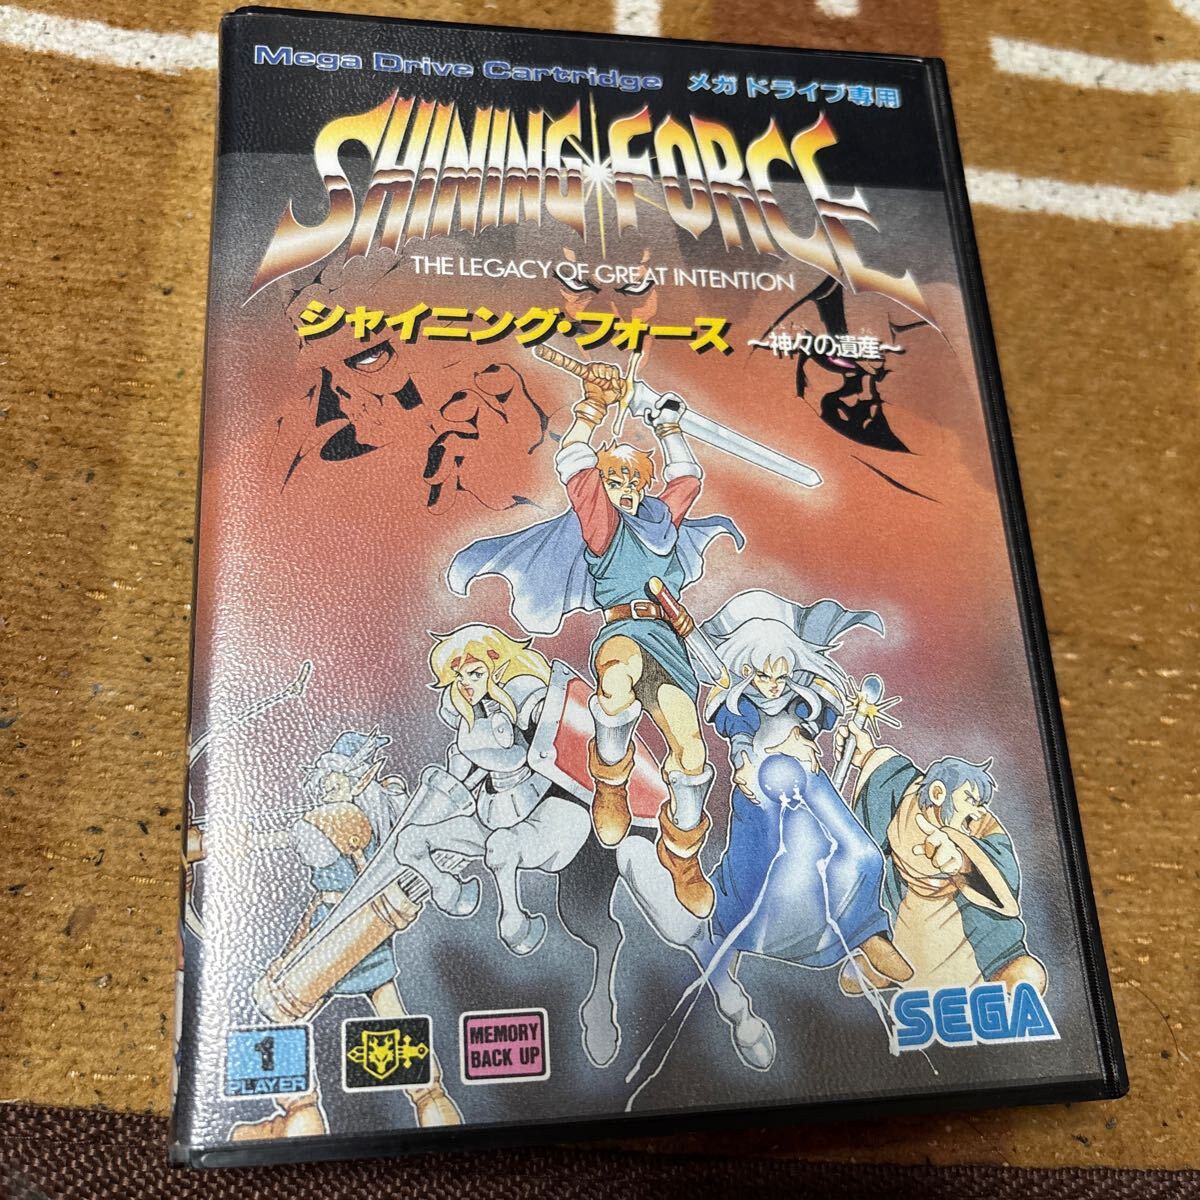 Mega Drive Cartridge メガドライブ専用
SHINING FORCE
THE LEGACY OF GREAT INTENTION
シャイニング・フォース ～神々の遺産～
SEGA
1
PLAYER
MEMORY
BACK UP